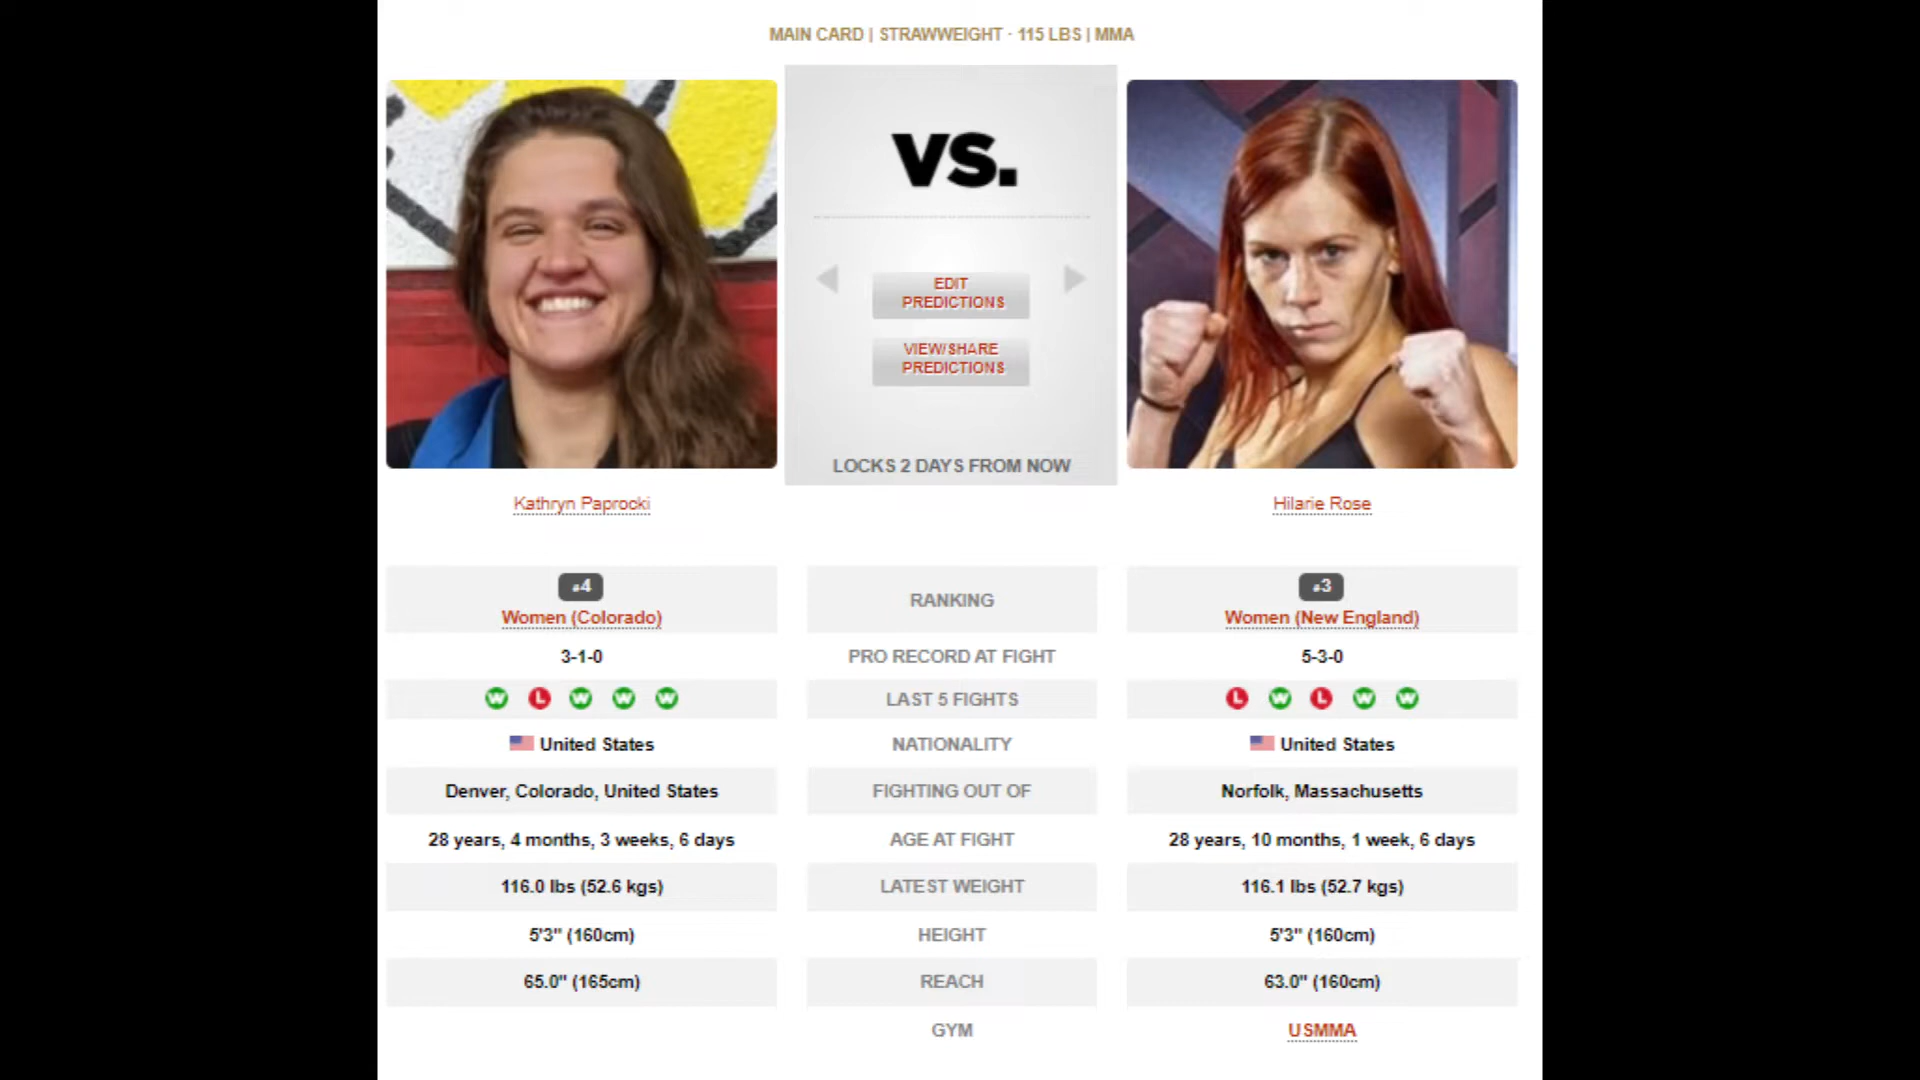 MAIN CARD | STRAWWEIGHT · 115 LBS | MMA
VS.
EDIT
PREDICTIONS
VIEW/SHARE
PREDICTIONS
LOCKS 2 DAYS FROM NOW
Kathryn Paprocki
Hilarie Rose
#4
Women (Colorado)
RANKING
#3
Women (New England)
3-1-0
PRO RECORD AT FIGHT
5-3-0
W L W W W
LAST 5 FIGHTS
L W L W W
United States
NATIONALITY
United States
Denver, Colorado, United States
FIGHTING OUT OF
Norfolk, Massachusetts
28 years, 4 months, 3 weeks, 6 days
AGE AT FIGHT
28 years, 10 months, 1 week, 6 days
116.0 lbs (52.6 kgs)
LATEST WEIGHT
116.1 lbs (52.7 kgs)
5'3" (160cm)
HEIGHT
5'3" (160cm)
65.0" (165cm)
REACH
63.0" (160cm)
GYM
USMMA